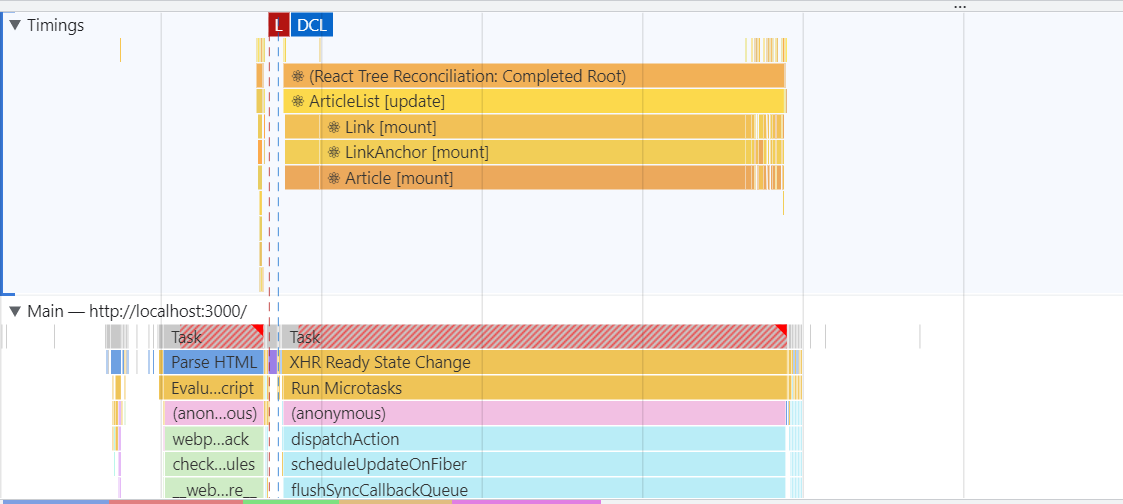 ...
Timings
L DCL
(React Tree Reconciliation: Completed Root)
ArticleList [update]
Link [mount]
LinkAnchor [mount]
Article [mount]
Main — http://localhost:3000/
Task Task
Parse HTML XHR Ready State Change
Evalu...cript Run Microtasks
(anon...ous) (anonymous)
webp...ack dispatchAction
check...ules scheduleUpdateOnFiber
__web...re__ flushSyncCallbackQueue